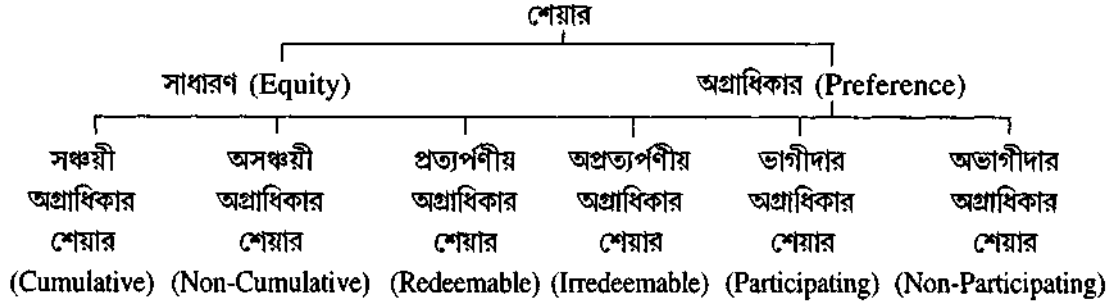 শেয়ার
সাধারণ (Equity) অগ্রাধিকার (Preference)
সঞ্চয়ী অসঞ্চয়ী প্রত্যর্পণীয় অপ্রত্যর্পণীয় ভাগীদার অভাগীদার
অগ্রাধিকার অগ্রাধিকার অগ্রাধিকার অগ্রাধিকার অগ্রাধিকার অগ্রাধিকার
শেয়ার শেয়ার শেয়ার শেয়ার শেয়ার শেয়ার
(Cumulative) (Non-Cumulative) (Redeemable) (Irredeemable) (Participating) (Non-Participating)